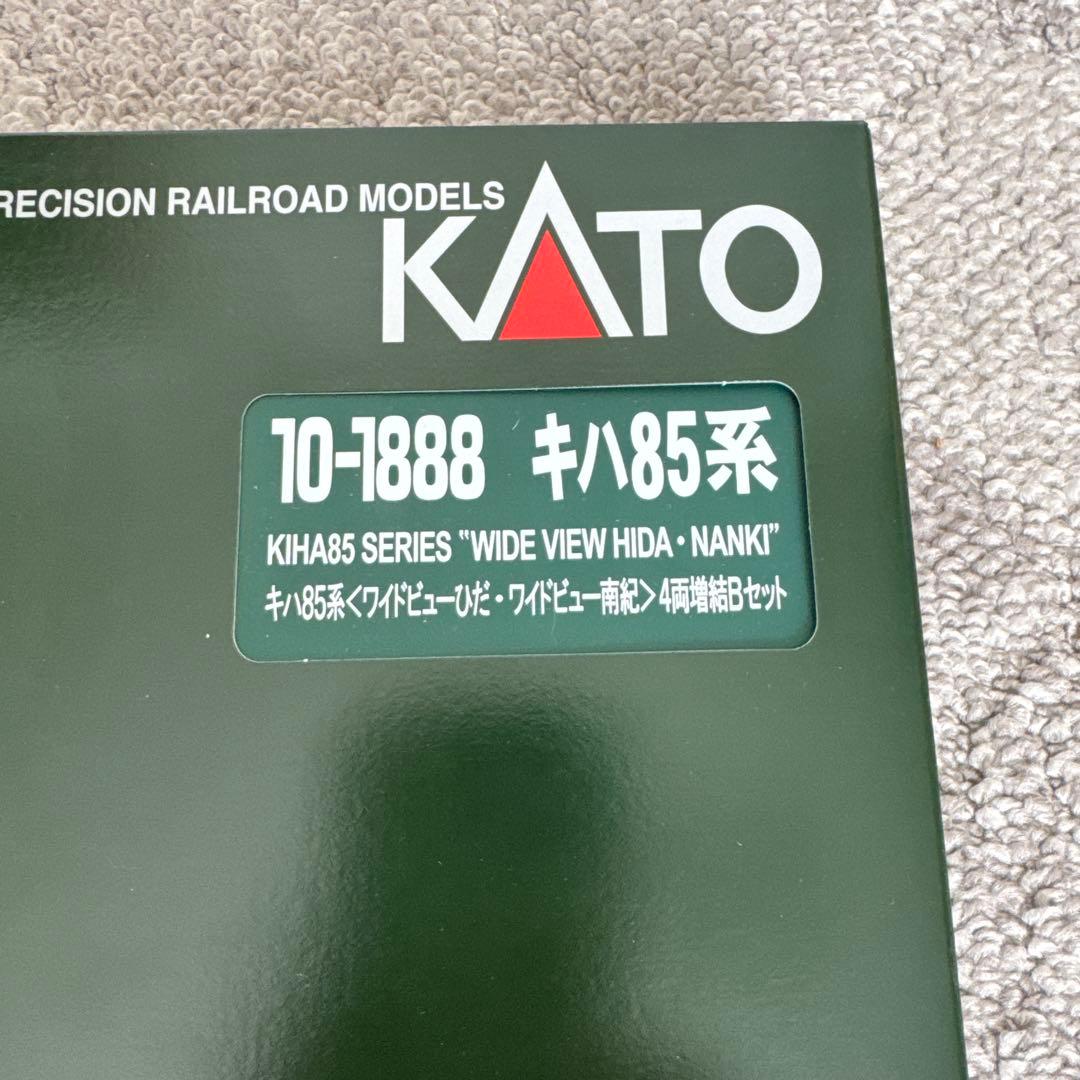 RECISION RAILROAD MODELS
KATO
10-1888 キハ85系
KIHA85 SERIES "WIDE VIEW HIDA・NANKI"
キハ85系<ワイドビューひだ・ワイドビュー南紀>4両増結Bセット